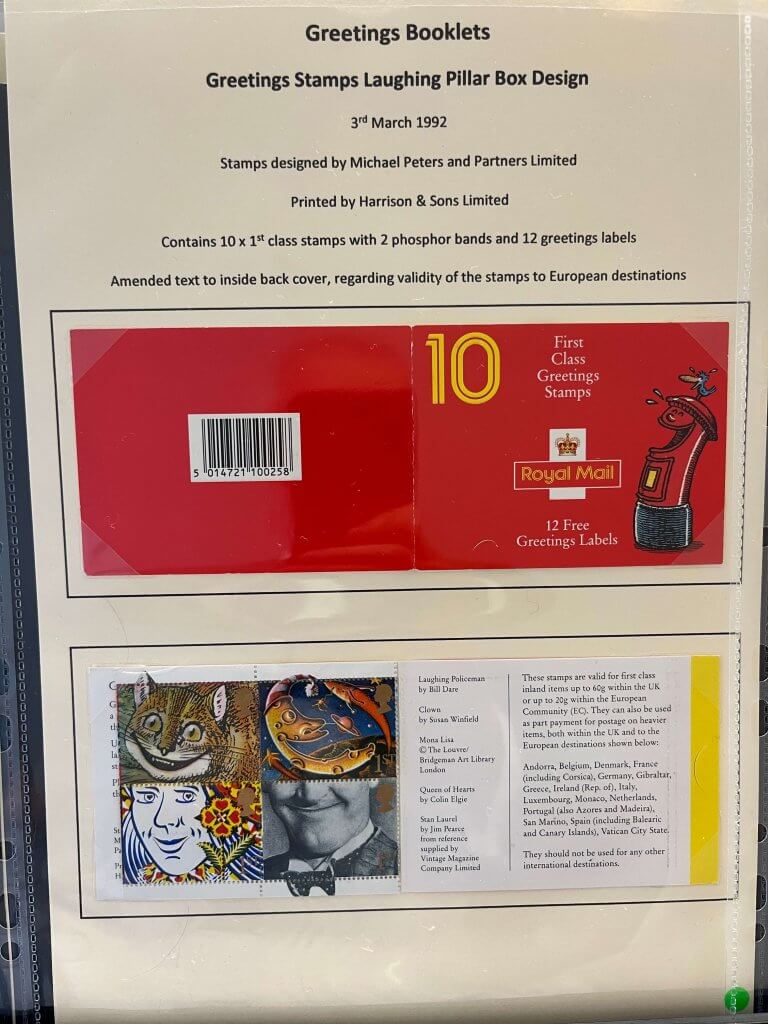 Greetings Booklets
Greetings Stamps Laughing Pillar Box Design
3rd March 1992
Stamps designed by Michael Peters and Partners Limited
Printed by Harrison & Sons Limited
Contains 10 x 1st class stamps with 2 phosphor bands and 12 greetings labels
Amended text to inside back cover, regarding validity of the stamps to European destinations
5 014721 100258
10
First
Class
Greetings
Stamps
Royal Mail
12 Free
Greetings Labels
1ST
Laughing Policeman
by Bill Dare
Clown
by Susan Winfield
Mona Lisa
© The Louvre/
Bridgeman Art Library
London
Queen of Hearts
by Colin Elgie
Stan Laurel
by Jim Pearce
from reference
supplied by
Vintage Magazine
Company Limited
These stamps are valid for first class
inland items up to 60g within the UK
or up to 20g within the European
Community (EC). They can also be used
as part payment for postage on heavier
items, both within the UK and to the
European destinations shown below:
Andorra, Belgium, Denmark, France
(including Corsica), Germany, Gibraltar,
Greece, Ireland (Rep. of), Italy,
Luxembourg, Monaco, Netherlands,
Portugal (also Azores and Madeira),
San Marino, Spain (including Balearic
and Canary Islands), Vatican City State.
They should not be used for any other
international destinations.